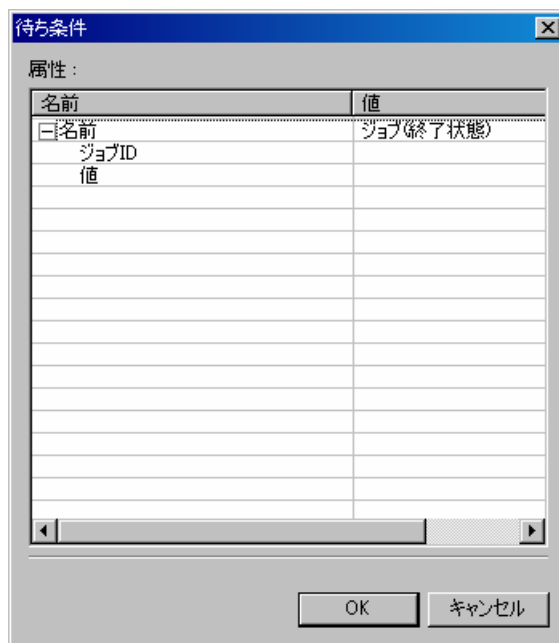 待ち条件
属性：
名前 値
名前 ジョブ(終了状態)
ジョブID
値
OK キャンセル